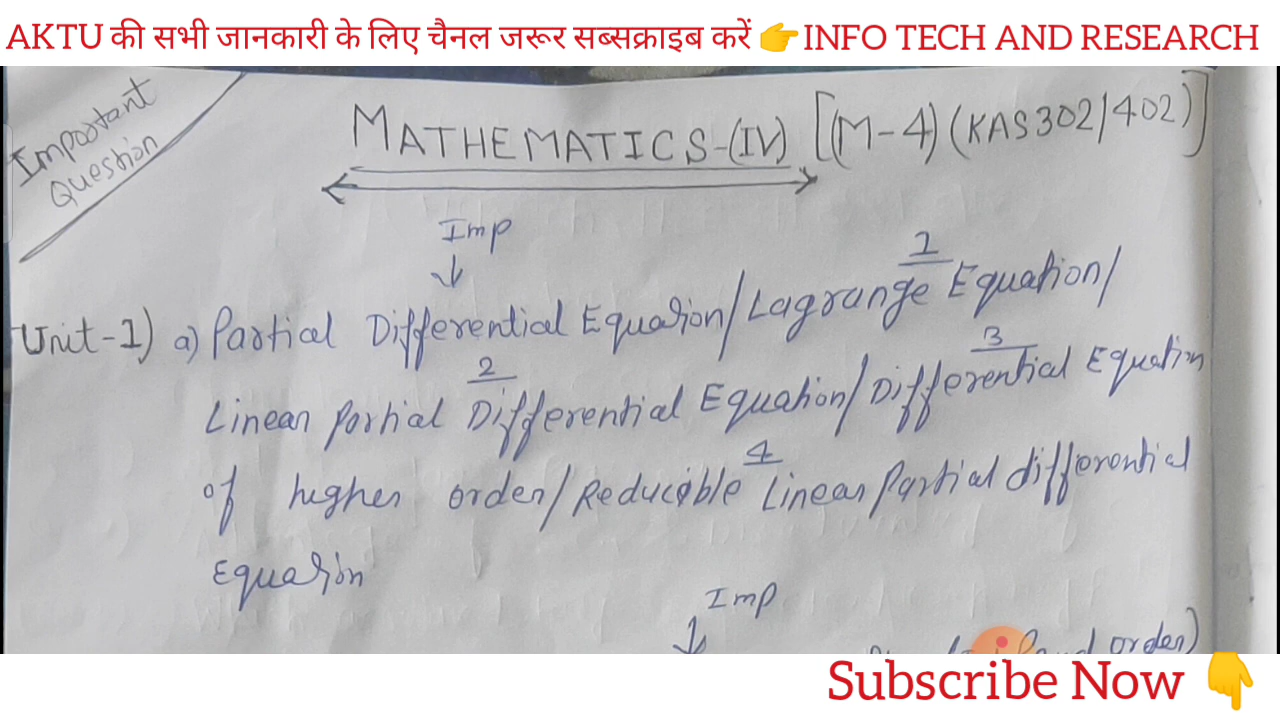 AKTU की सभी जानकारी के लिए चैनल जरूर सब्सक्राइब करें 👉INFO TECH AND RESEARCH
Important
Question
MATHEMATICS-(IV) [(M-4) (KAS302/402)]
Imp
1
Unit-1) a) Partial Differential Equation/Lagrange Equation/
2 3
Linear partial Differential Equation/Differential Equation
4
of higher order/Reducible Linear Partial differential
Equation
Imp
order)
Subscribe Now 👇